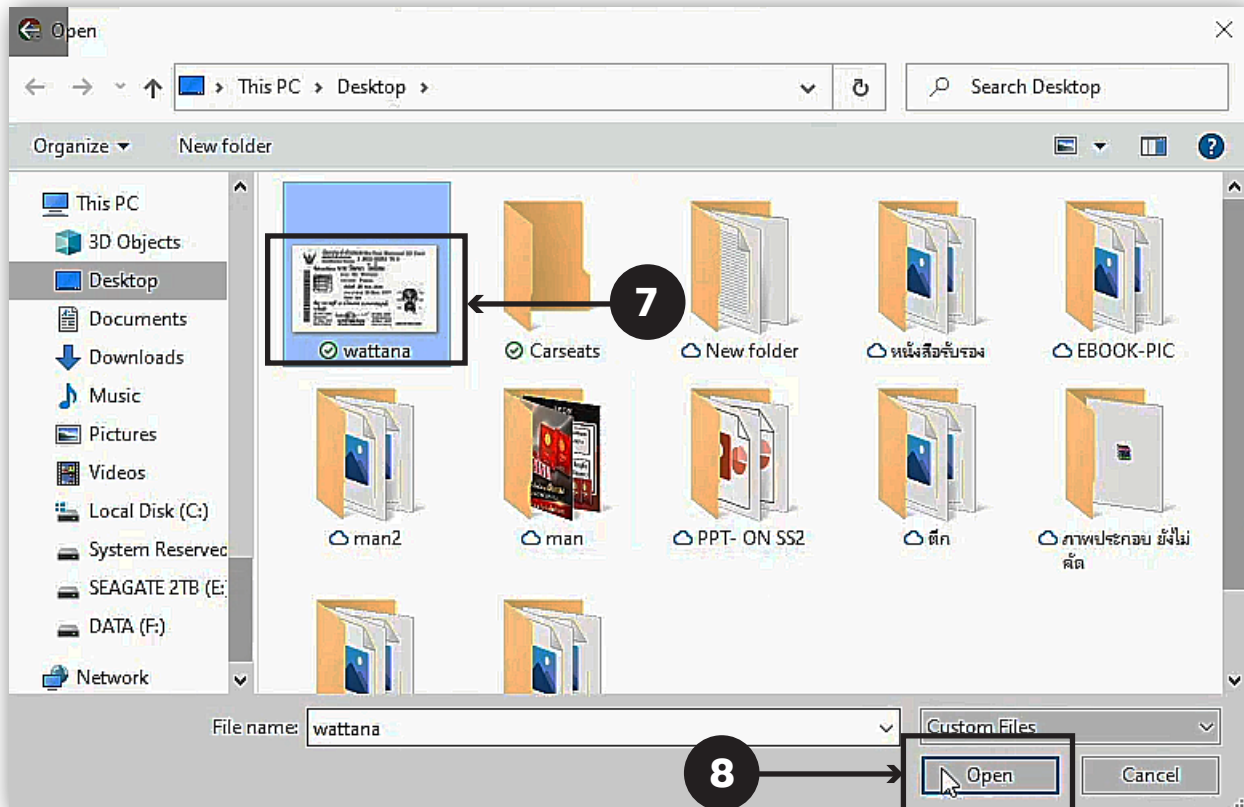 Open
This PC > Desktop >
Search Desktop
Organize
New folder
?
This PC
3D Objects
Desktop
Documents
Downloads
Music
Pictures
Videos
Local Disk (C:)
System Reserved
SEAGATE 2TB (E:)
DATA (F:)
Network
7
wattana
Carseats
New folder
หนังสือรับรอง
EBOOK-PIC
man2
man
PPT- ON SS2
ตึก
ภาพประกอบ ยังไม่
คัด
File name:
wattana
Custom Files
8
Open
Cancel